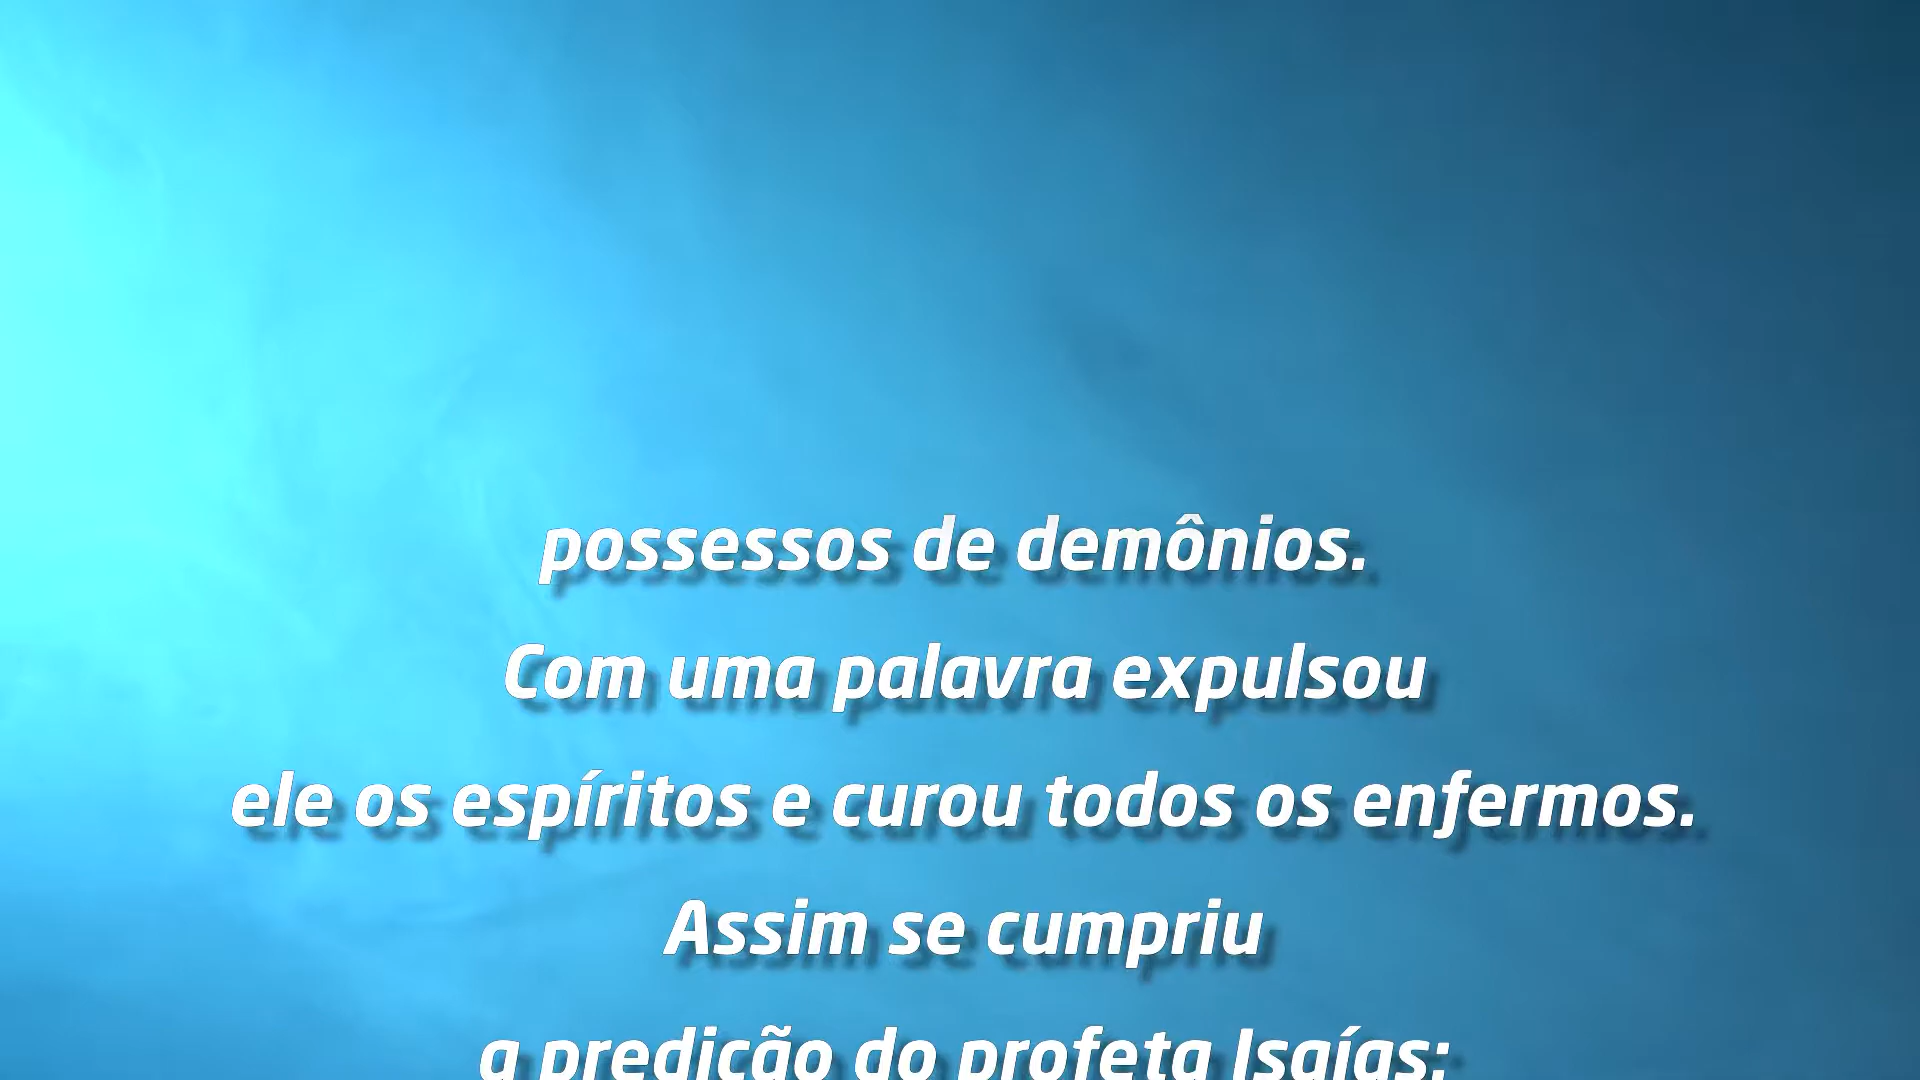 possessos de demônios.
Com uma palavra expulsou
ele os espíritos e curou todos os enfermos.
Assim se cumpriu
a predição do profeta Isaías: